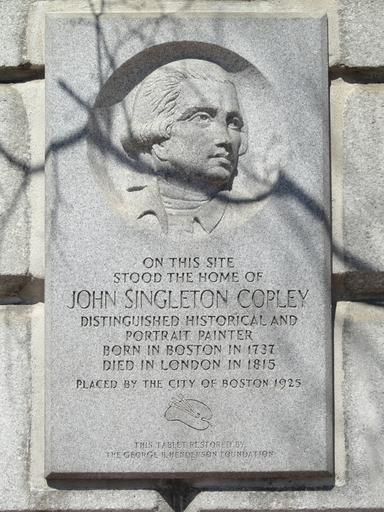 ON THIS SITE
STOOD THE HOME OF
JOHN SINGLETON COPLEY
DISTINGUISHED HISTORICAL AND
PORTRAIT PAINTER
BORN IN BOSTON IN 1737
DIED IN LONDON IN 1815
PLACED BY THE CITY OF BOSTON 1925
THIS TABLET RESTORED BY
THE GEORGE B. HENDERSON FOUNDATION